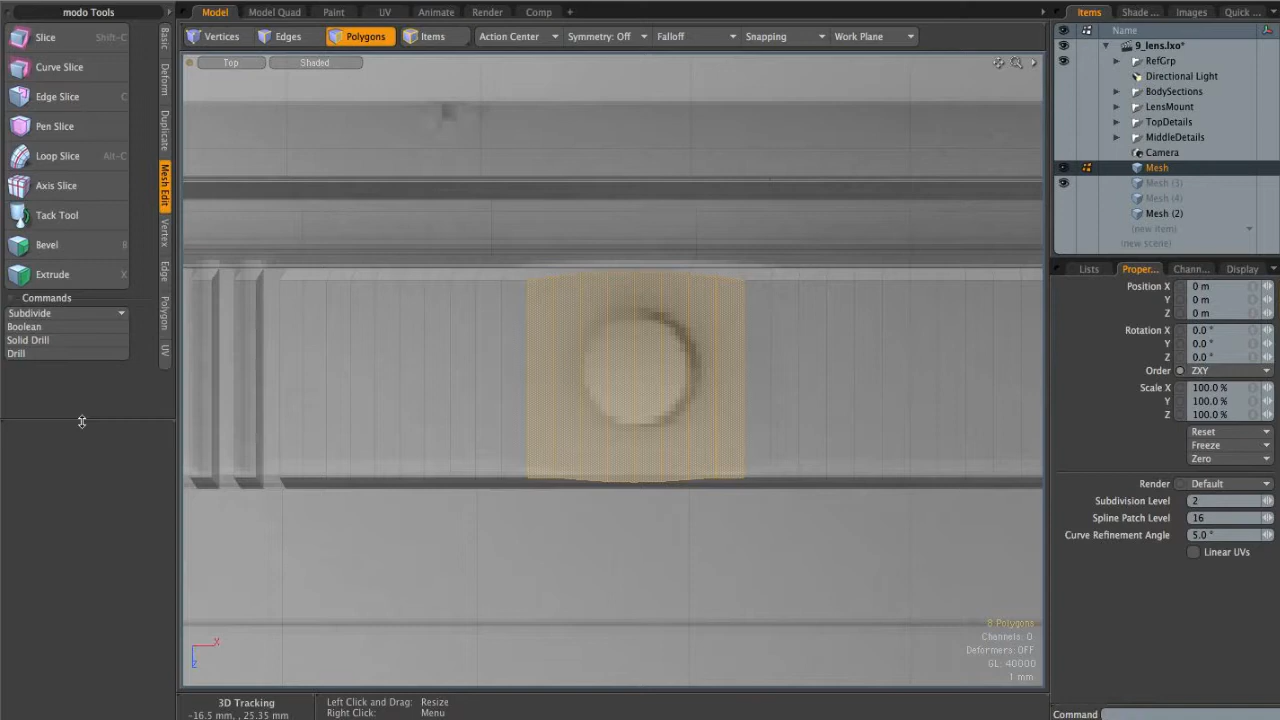 modo Tools
Slice Shift-C
Curve Slice
Edge Slice C
Pen Slice
Loop Slice Alt-C
Axis Slice
Tack Tool
Bevel B
Extrude X
Commands
Subdivide
Boolean
Solid Drill
Drill
Basic
Deform
Duplicate
Mesh Edit
Vertex
Edge
Polygon
UV
Model Model Quad Paint UV Animate Render Comp +
Vertices Edges Polygons Items Action Center Symmetry: Off Falloff Snapping Work Plane
Top Shaded
8 Polygons
Channels: 0
Deformers: OFF
GL: 40000
1 mm
X
Z
3D Tracking
-16.5 mm, , 25.35 mm
Left Click and Drag: Resize
Right Click: Menu
Items Shade ... Images Quick ...
Name
9_lens.lxo*
RefGrp
Directional Light
BodySections
LensMount
TopDetails
MiddleDetails
Camera
Mesh
Mesh (3)
Mesh (4)
Mesh (2)
(new item)
(new scene)
Lists Proper... Chann... Display
Position X 0 m
Y 0 m
Z 0 m
Rotation X 0.0 °
Y 0.0 °
Z 0.0 °
Order ZXY
Scale X 100.0 %
Y 100.0 %
Z 100.0 %
Reset
Freeze
Zero
Render Default
Subdivision Level 2
Spline Patch Level 16
Curve Refinement Angle 5.0 °
Linear UVs
Command